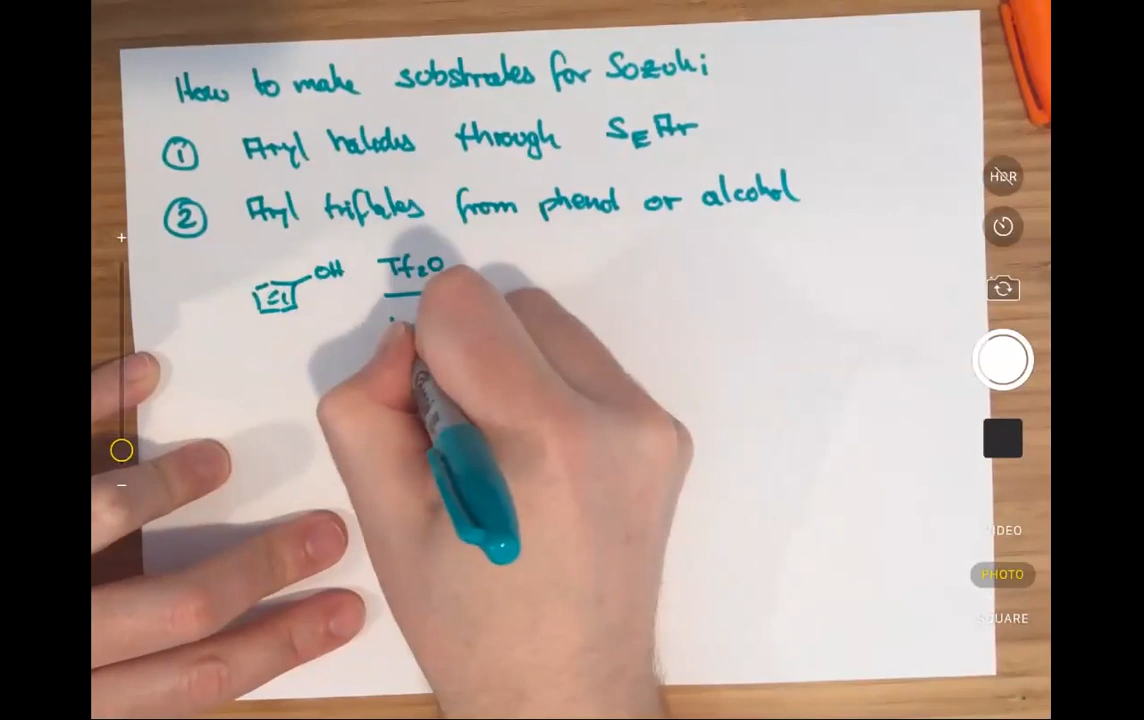 How to make substrates for Sozuki
① Aryl halides through SEAr
② Aryl triflates from phenol or alcohol
OH Tf₂O
HDR
VIDEO
PHOTO
SQUARE